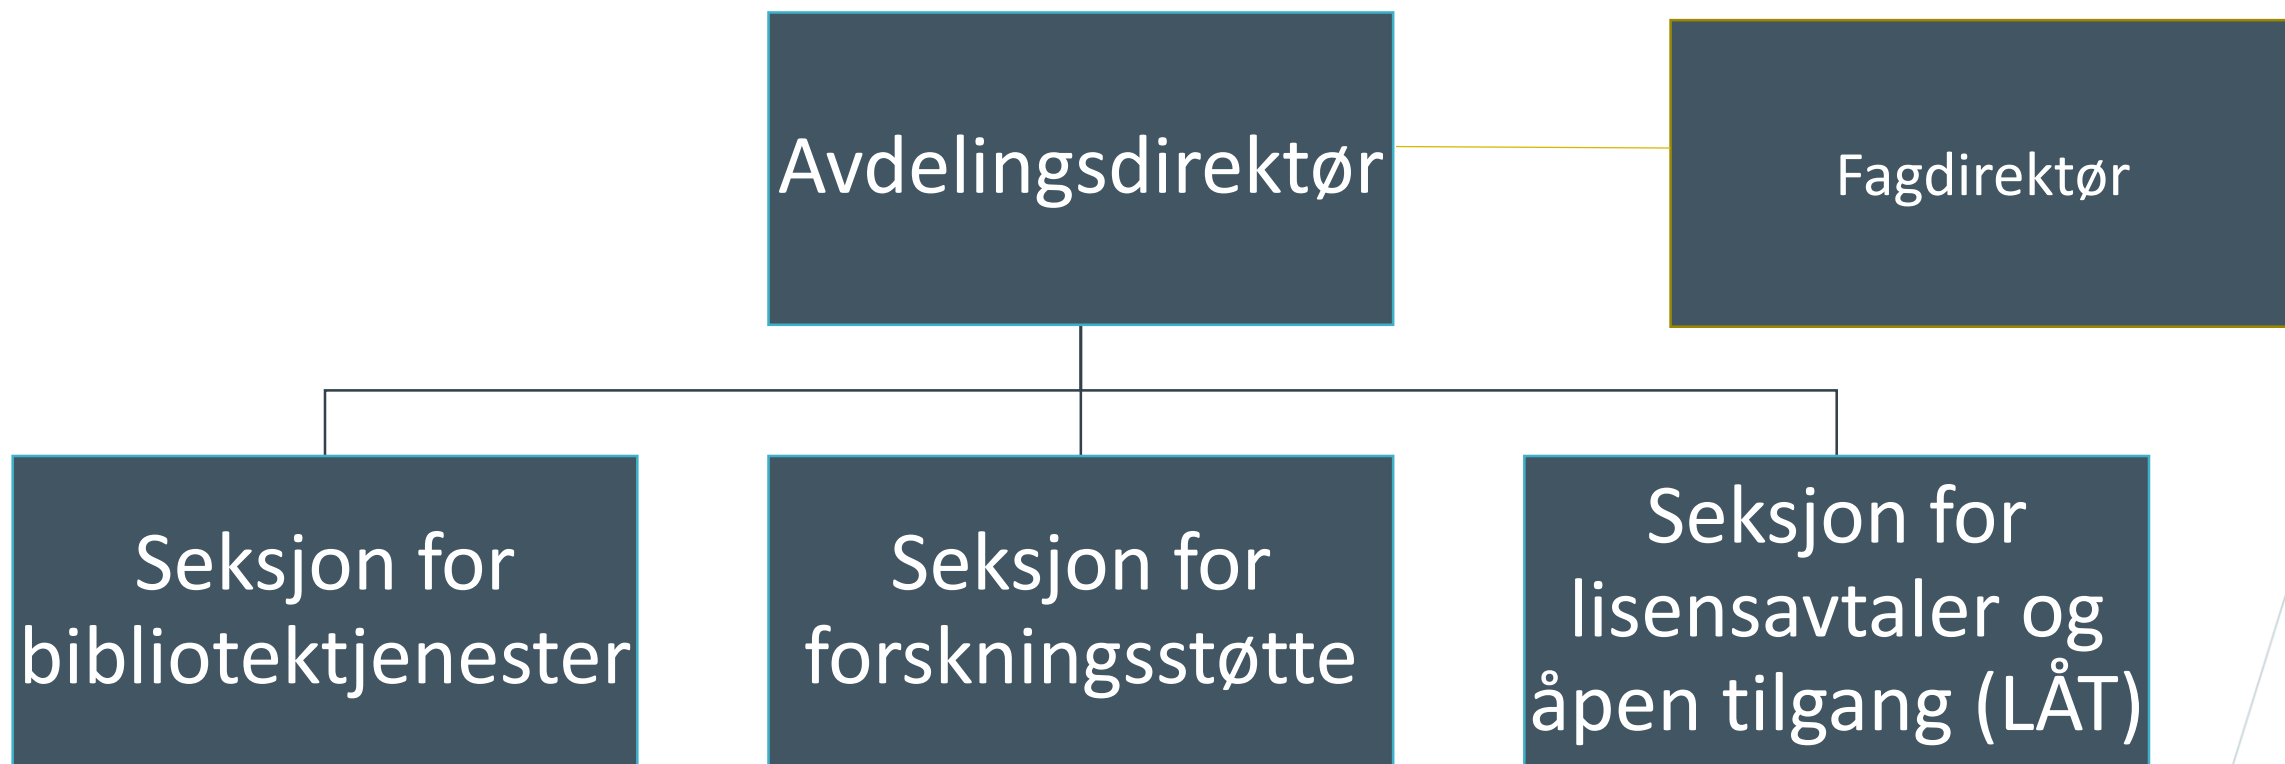 Avdelingsdirektør
Fagdirektør
Seksjon for
bibliotektjenester
Seksjon for
forskningsstøtte
Seksjon for
lisensavtaler og
åpen tilgang (LÅT)